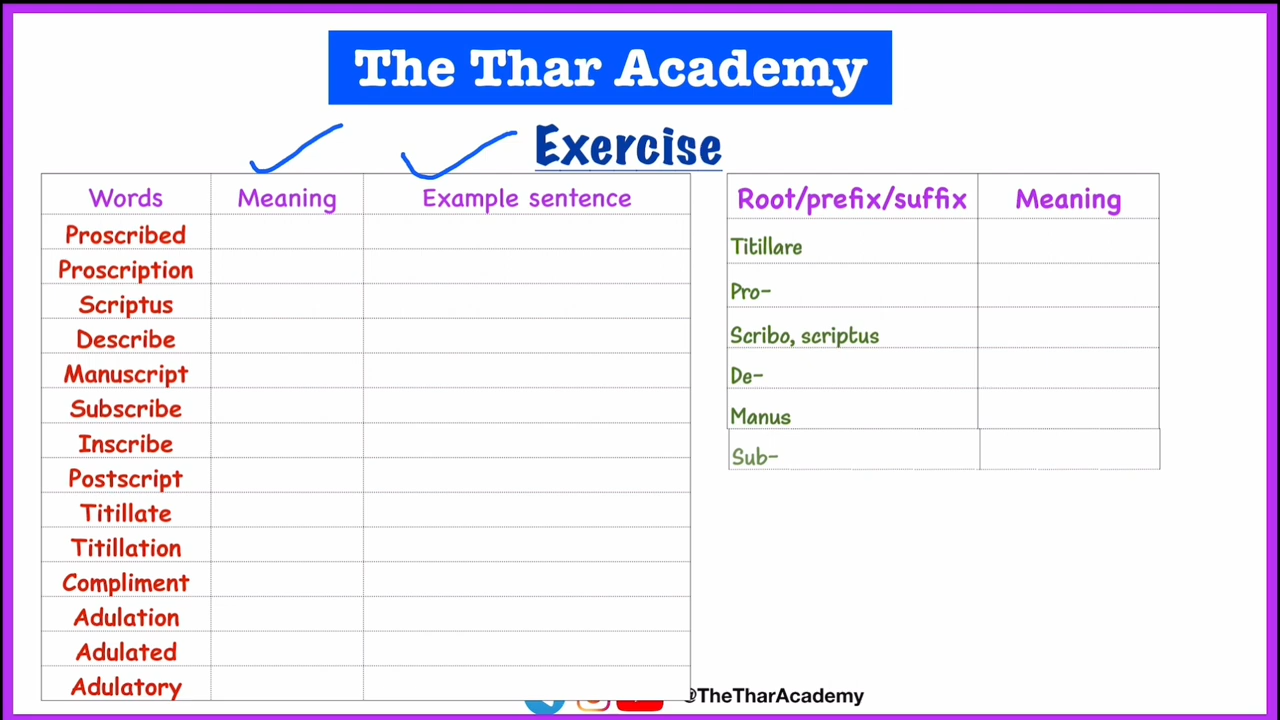 The Thar Academy
Exercise
Words Meaning Example sentence
Proscribed
Proscription
Scriptus
Describe
Manuscript
Subscribe
Inscribe
Postscript
Titillate
Titillation
Compliment
Adulation
Adulated
Adulatory
Root/prefix/suffix Meaning
Titillare
Pro-
Scribo, scriptus
De-
Manus
Sub-
@TheTharAcademy